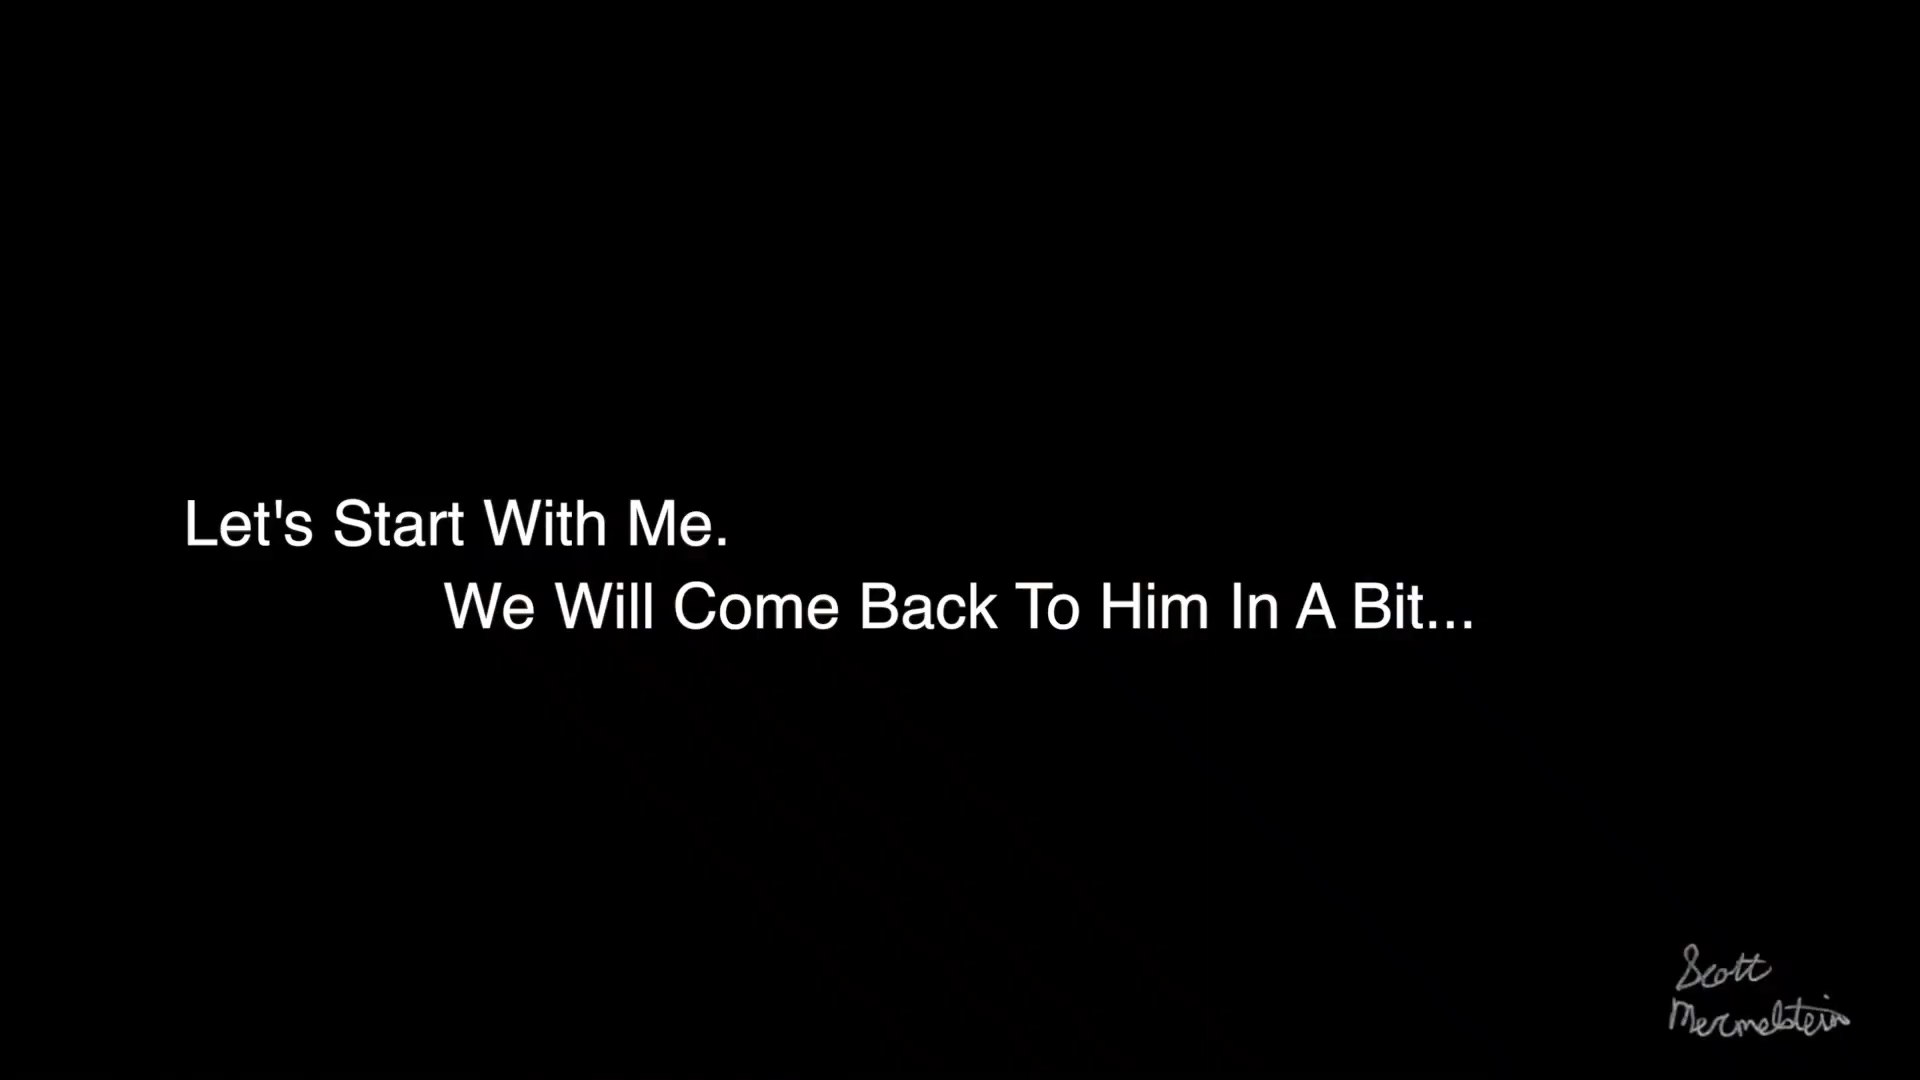 Let's Start With Me.
We Will Come Back To Him In A Bit...
Scott
Mermelstein